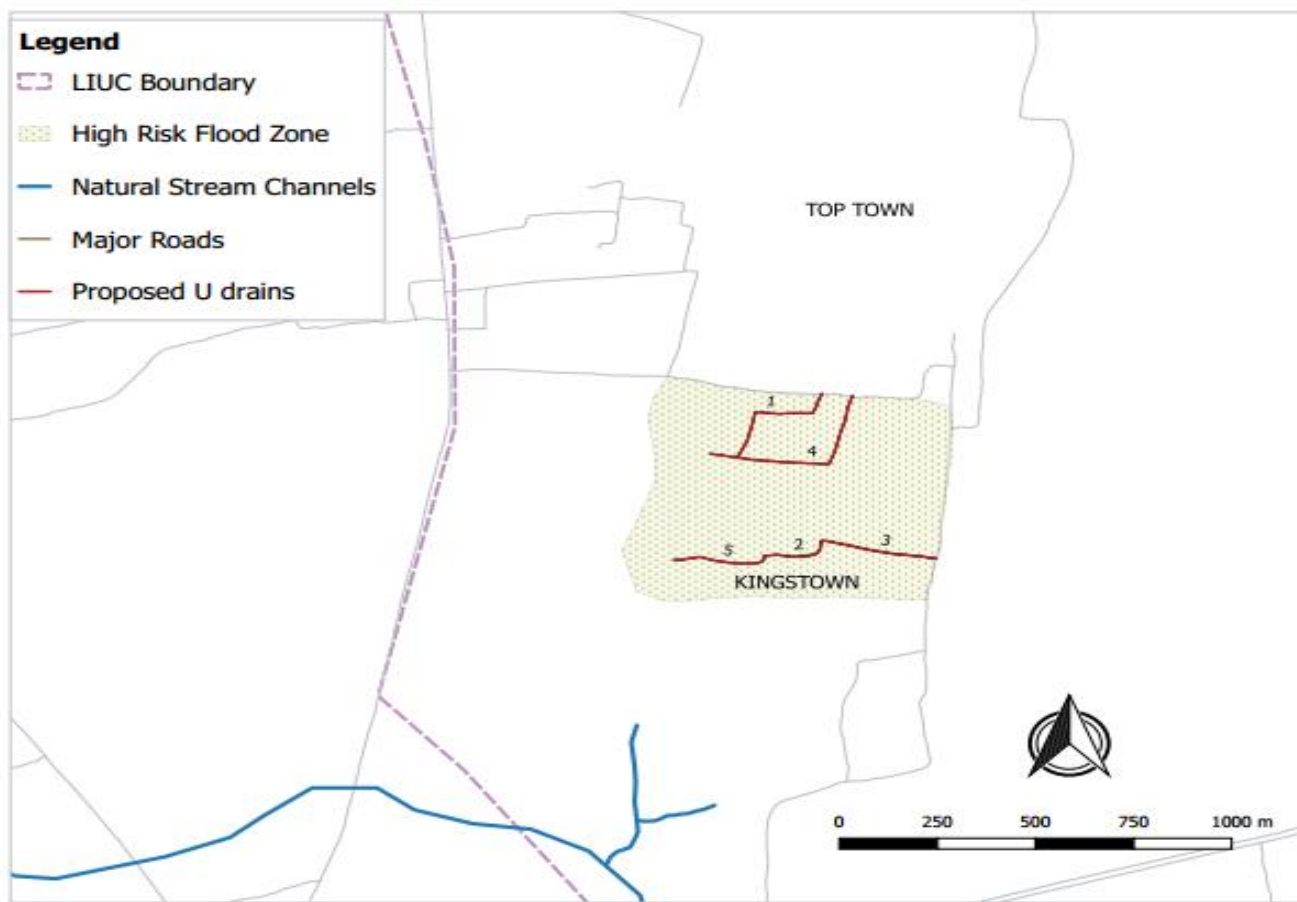 Legend
LIUC Boundary
High Risk Flood Zone
Natural Stream Channels
Major Roads
Proposed U drains
TOP TOWN
1
4
5 2 3
KINGSTOWN
0 250 500 750 1000 m